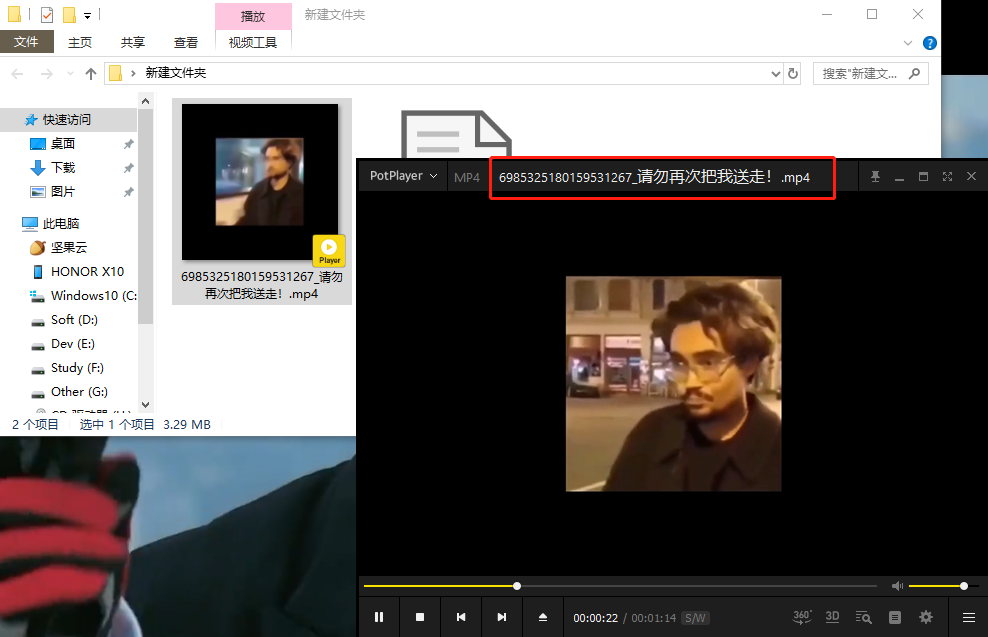 播放
新建文件夹
文件
主页
共享
查看
视频工具
新建文件夹
搜索"新建文...
快速访问
桌面
下载
图片
此电脑
坚果云
HONOR X10
Windows10 (C:
Soft (D:)
Dev (E:)
Study (F:)
Other (G:)
2 个项目
选中 1 个项目 3.29 MB
Player
6985325180159531267_请勿
再次把我送走！.mp4
PotPlayer
MP4
6985325180159531267_请勿再次把我送走！.mp4
00:00:22 / 00:01:14 S/W
360°
3D